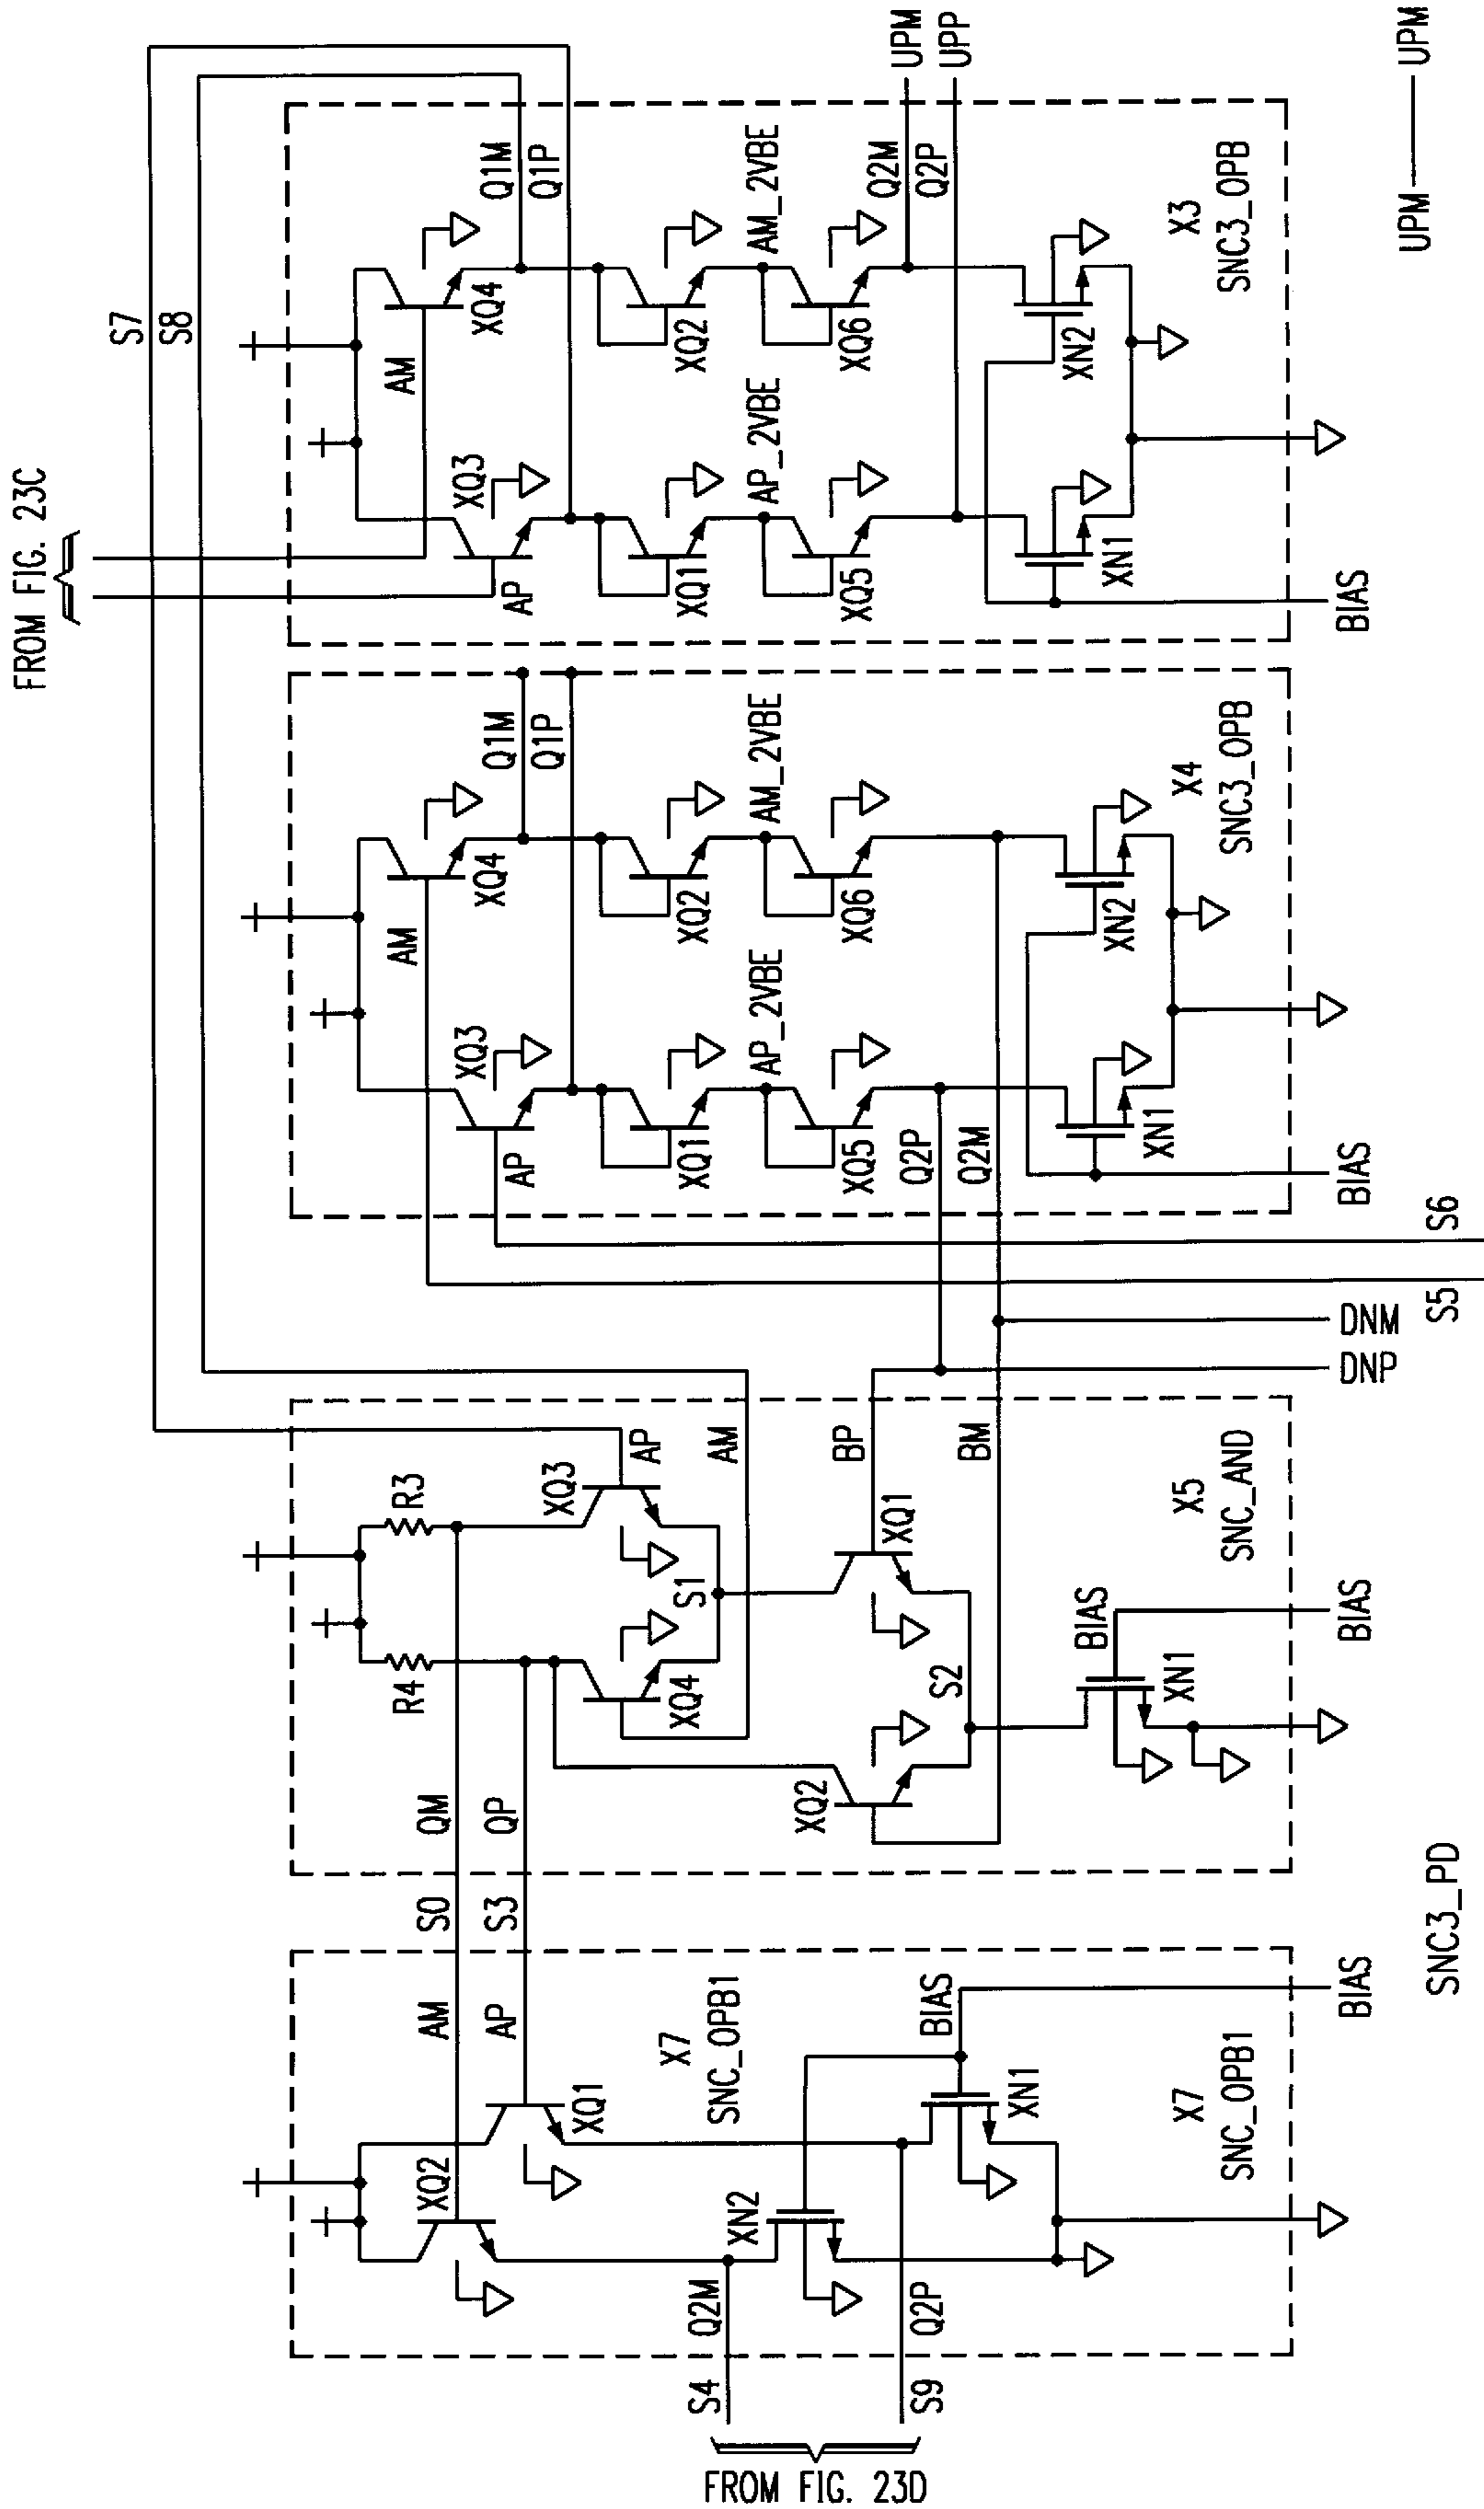 FROM FIG. 23C
S7
S8
UPM
UPP
AM
XQ4
Q1M
Q1P
XQ3
AP
XQ2
AM_2VBE
XQ1
XQ6
AP_2VBE
XQ5
Q2M
Q2P
XN2
XN1
X3
SNC3_OPB
BIAS
UPM
UPM
AM
XQ4
Q1M
Q1P
XQ3
AP
XQ2
AM_2VBE
XQ1
XQ6
AP_2VBE
XQ5
Q2P
Q2M
XN2
XN1
X4
SNC3_OPB
BIAS
S6
S5
DNM
DNP
R3
R4
XQ3
AP
AM
S1
XQ4
BP
BM
XQ1
S2
XQ2
QM
QP
BIAS
XN1
X5
SNC_AND
BIAS
S0
S3
AM
AP
XQ2
XQ1
X7
SNC_OPB1
BIAS
XN2
XN1
Q2M
Q2P
X7
SNC_OPB1
BIAS
S4
S9
FROM FIG. 23D
SNC3_PD